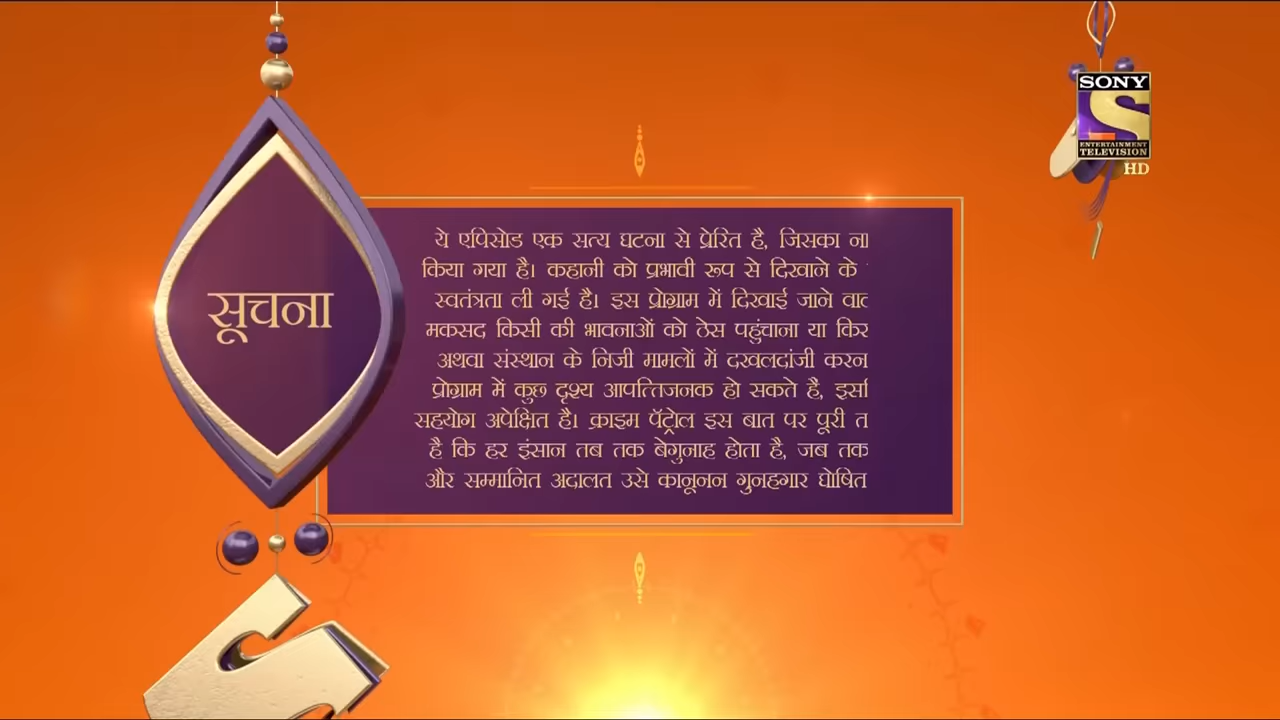 SONY
ENTERTAINMENT
TELEVISION
HD
सूचना
ये एपिसोड एक सत्य घटना से प्रेरित है, जिसका ना
किया गया है। कहानी को प्रभावी रूप से दिखाने के
स्वतंत्रता ली गई है। इस प्रोग्राम में दिखाई जाने
मकसद किसी की भावनाओं को ठेस पहुंचाना या
अथवा संस्थान के निजी मामलों में दखलदांजी करन
प्रोग्राम में कुछ दृश्य आपत्तिजनक हो सकते है,
सहयोग अपेक्षित है। क्राइम पॅट्रोल इस बात पर पूरी त
है कि हर इंसान तब तक बेगुनाह होता है, जब तक
और सम्मानित अदालत उसे कानूनन गुनहगार घोषित